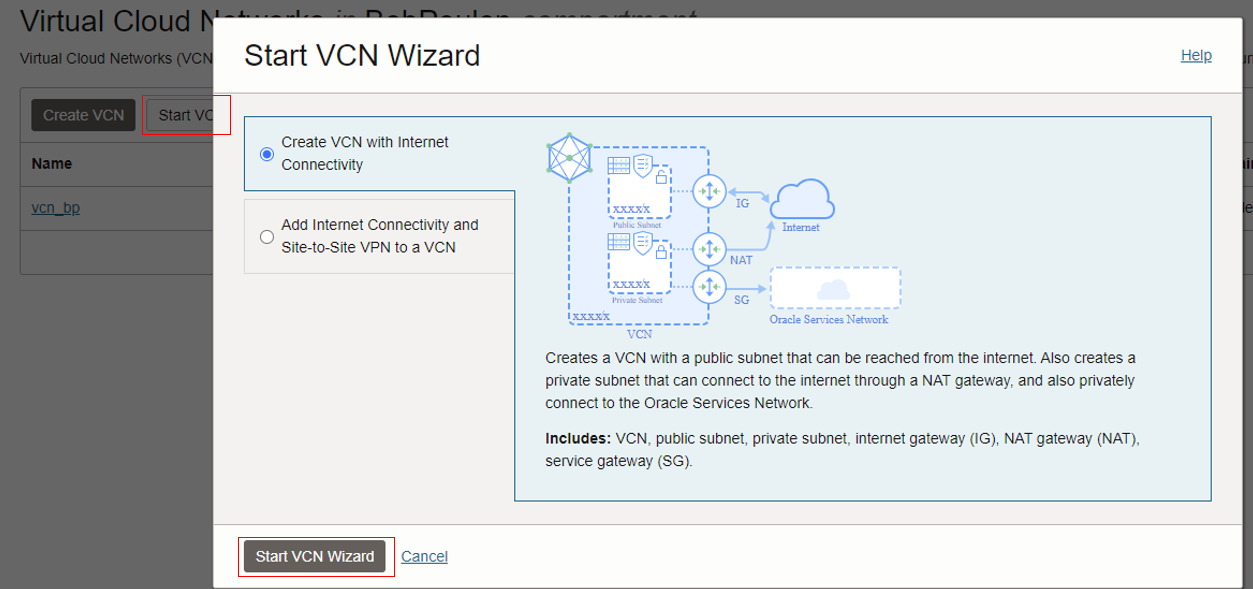 Virtual Cloud Networks in BobPoulen compartment
Start VCN Wizard
Help
Virtual Cloud Networks (VCN
Create VCN
Start VC
Name
vcn_bp
Create VCN with Internet
Connectivity
Add Internet Connectivity and
Site-to-Site VPN to a VCN
xxxx/x
Public Subnet
IG
Internet
NAT
xxxx/x
Private Subnet
SG
xxxx/x
VCN
Oracle Services Network
Creates a VCN with a public subnet that can be reached from the internet. Also creates a
private subnet that can connect to the internet through a NAT gateway, and also privately
connect to the Oracle Services Network.
Includes: VCN, public subnet, private subnet, internet gateway (IG), NAT gateway (NAT),
service gateway (SG).
Start VCN Wizard
Cancel